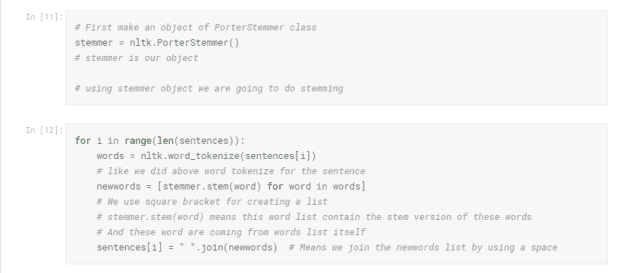 In [11]:
# First make an object of PorterStemmer class
stemmer = nltk.PorterStemmer()
# stemmer is our object
# using stemmer object we are going to do stemming
In [12]:
for i in range(len(sentences)):
    words = nltk.word_tokenize(sentences[i])
    # like we did above word tokenize for the sentence
    newwords = [stemmer.stem(word) for word in words]
    # We use square bracket for creating a list
    # stemmer.stem(word) means this word list contain the stem version of these words
    # And these word are coming from words list itself
    sentences[i] = " ".join(newwords)  # Means we join the newwords list by using a space